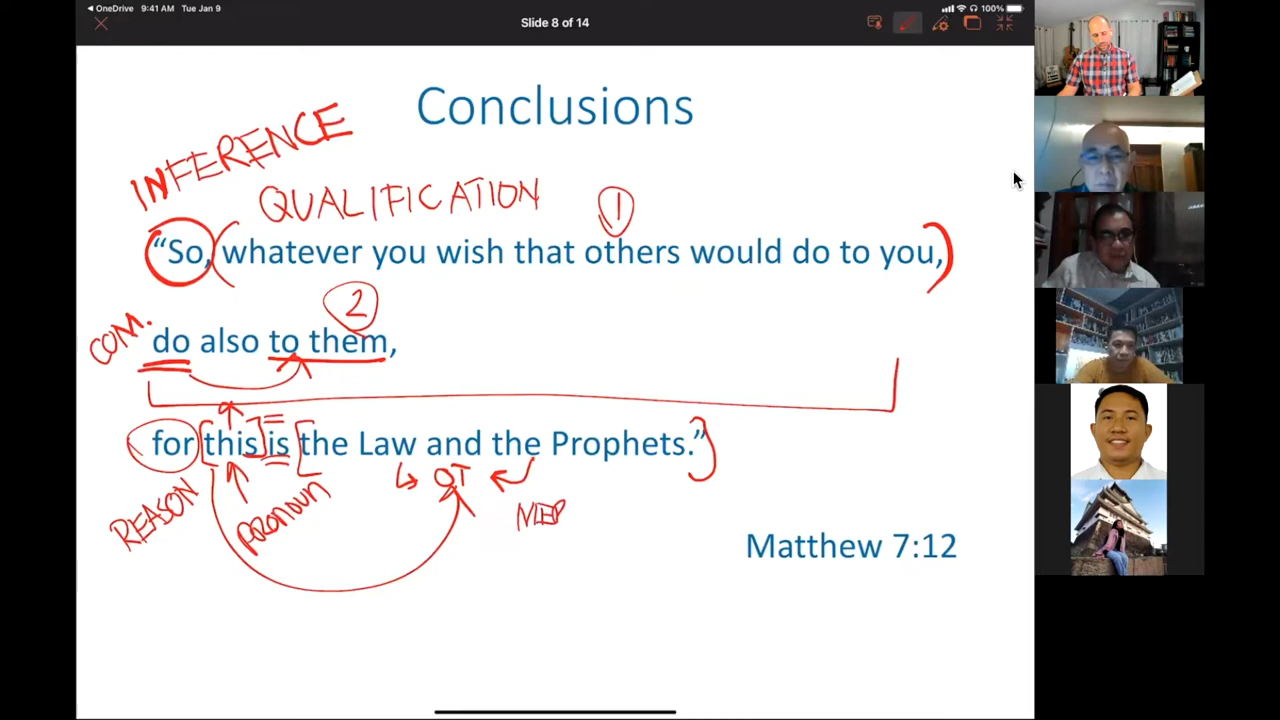 OneDrive 9:41 AM Tue Jan 9
100%
Slide 8 of 14
Conclusions
INFERENCE
QUALIFICATION
1
“So, whatever you wish that others would do to you,
2
COM.
do also to them,
for this is the Law and the Prophets.”
OT
REASON
PRONOUN
Matthew 7:12